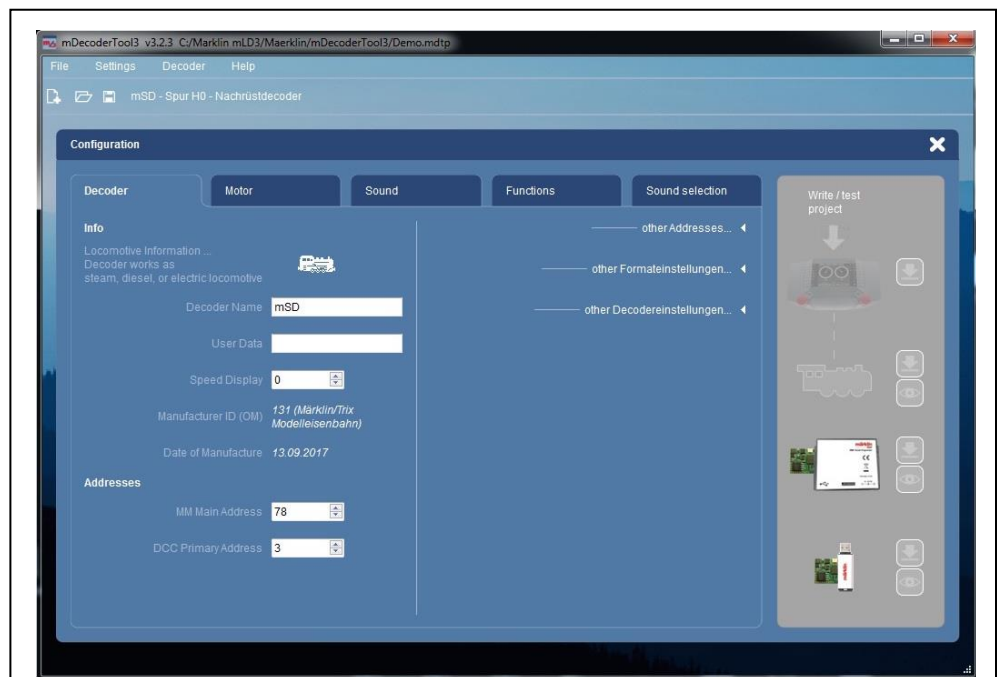 mDecoderTool3 v3.2.3 C:/Marklin mLD3/Maerklin/mDecoderTool3/Demo.mdtp
File Settings Decoder Help
mSD - Spur H0 - Nachrüstdecoder
Configuration
Decoder Motor Sound Functions Sound selection
Info
Locomotive Information ...
Decoder works as
steam, diesel, or electric locomotive
Decoder Name mSD
User Data
Speed Display 0
Manufacturer ID (OM) 131 (Märklin/Trix
Modelleisenbahn)
Date of Manufacture 13.09.2017
Addresses
MM Main Address 78
DCC Primary Address 3
other Addresses...
other Formateinstellungen...
other Decodereinstellungen...
Write / test
project
märklin
CE